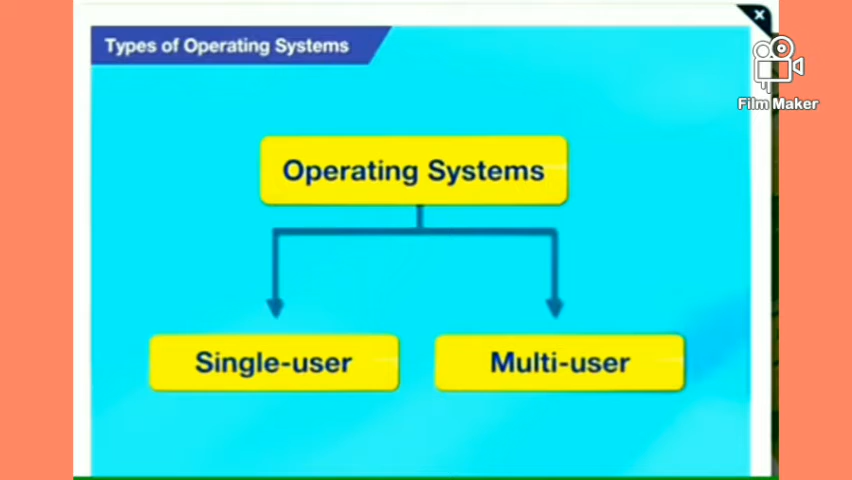 Types of Operating Systems
Film Maker
Operating Systems
Single-user
Multi-user